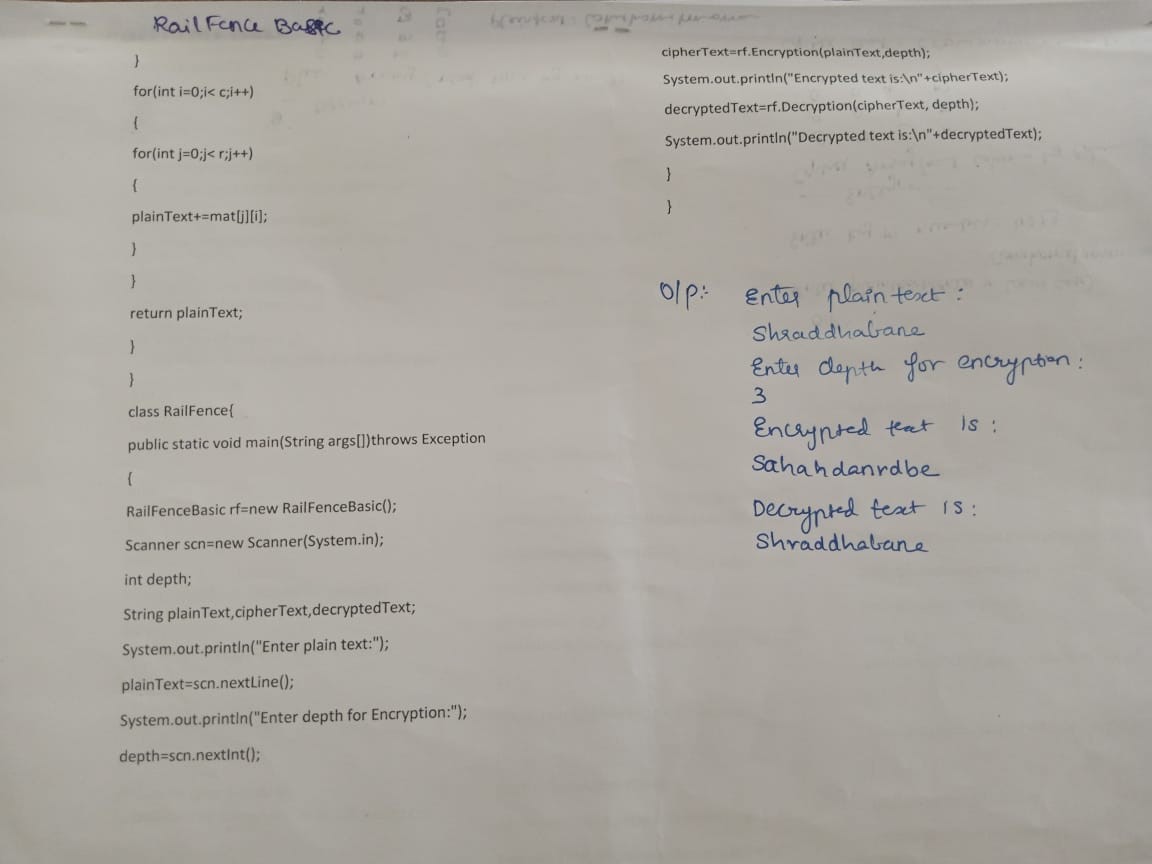 RailFence Basic
}
for(int i=0;i< c;i++)
{
for(int j=0;j< r;j++)
{
plainText+=mat[j][i];
}
}
return plainText;
}
}
class RailFence{
public static void main(String args[])throws Exception
{
RailFenceBasic rf=new RailFenceBasic();
Scanner scn=new Scanner(System.in);
int depth;
String plainText,cipherText,decryptedText;
System.out.println("Enter plain text:");
plainText=scn.nextLine();
System.out.println("Enter depth for Encryption:");
depth=scn.nextInt();
cipherText=rf.Encryption(plainText,depth);
System.out.println("Encrypted text is:\n"+cipherText);
decryptedText=rf.Decryption(cipherText, depth);
System.out.println("Decrypted text is:\n"+decryptedText);
}
}
O/P:- Enter plain text :
Shraddhabane
Enter depth for encryption :
3
Encrypted text is :
Sahahdanrdbe
Decrypted text is :
Shraddhabane